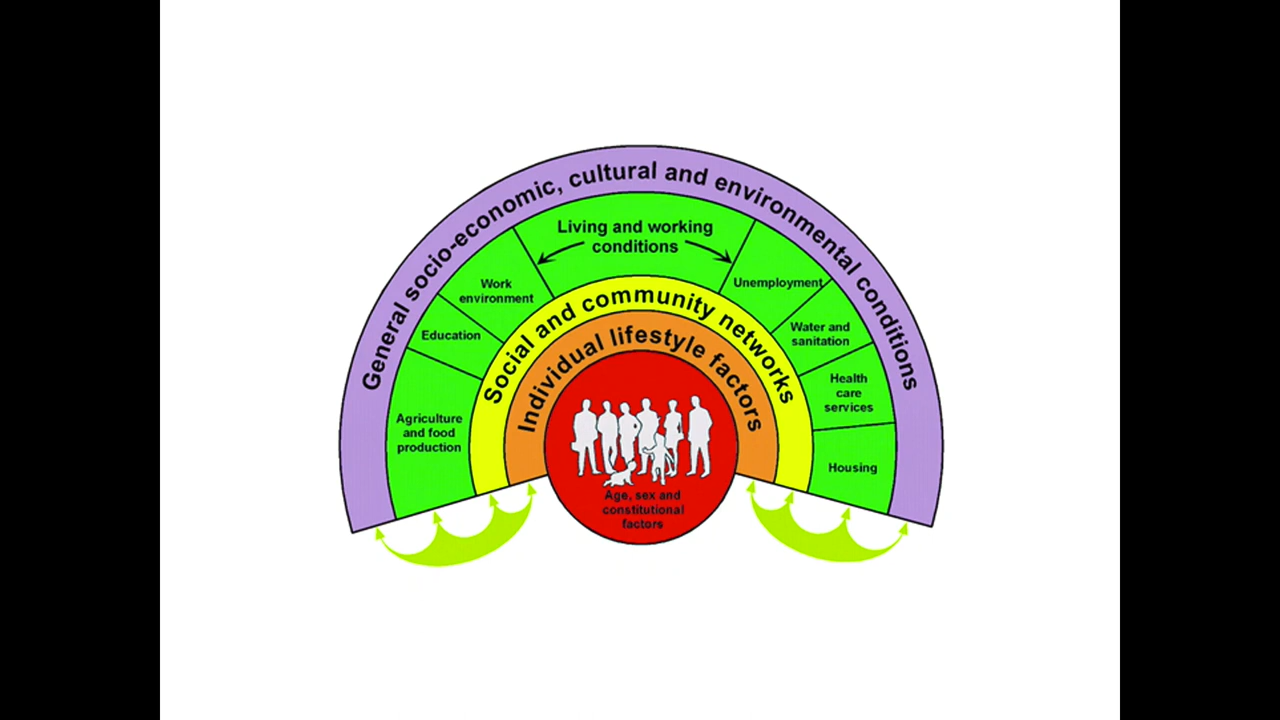 General socio-economic, cultural and environmental conditions
Living and working
conditions
Work
environment
Education
Agriculture
and food
production
Unemployment
Water and
sanitation
Health
care
services
Housing
Social and community networks
Individual lifestyle factors
Age, sex and
constitutional
factors